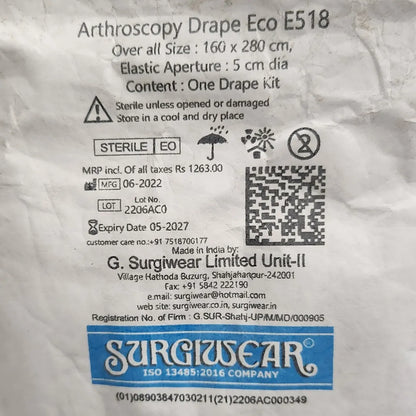 Arthroscopy Drape Eco E518
Over all Size : 160 x 280 cm,
Elastic Aperture : 5 cm dia
Content : One Drape Kit
Sterile unless opened or damaged
Store in a cool and dry place
STERILE EO
MRP incl. Of all taxes Rs 1263.00
MFG 06-2022
Lot No.
LOT 2206AC0
Expiry Date 05-2027
customer care no.:+91 7518700177
Made in India by:
G. Surgiwear Limited Unit-II
Village Hathoda Buzurg, Shahjahanpur-242001
Fax: +91 5842 222190
e.mail: surgiwear@hotmail.com
web site: surgiwear.co.in, surgiwear.com
Registration No. of Firm : G.SUR-Shahj-UP/M/MD/000905
SURGIWEAR
ISO 13485:2016 COMPANY
(01)08903847030211(21)2206AC000349